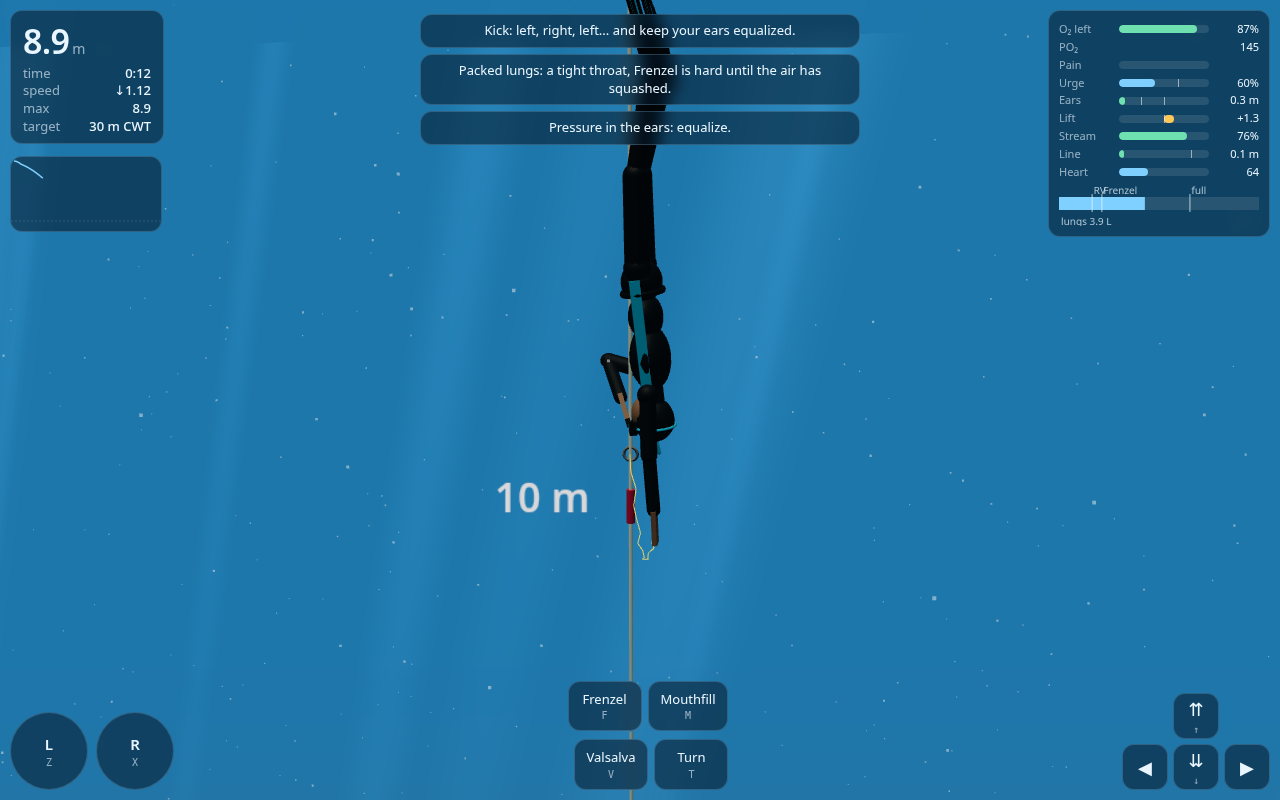 8.9 m
time 0:12
speed ↓1.12
max 8.9
target 30 m CWT
Kick: left, right, left... and keep your ears equalized.
Packed lungs: a tight throat, Frenzel is hard until the air has
squashed.
Pressure in the ears: equalize.
O₂ left 87%
PO₂ 145
Pain
Urge 60%
Ears 0.3 m
Lift +1.3
Stream 76%
Line 0.1 m
Heart 64
RV Frenzel full
lungs 3.9 L
10 m
Frenzel
F
Mouthfill
M
Valsalva
V
Turn
T
L
Z
R
X
⇈
↑
◀
⇊
↓
▶